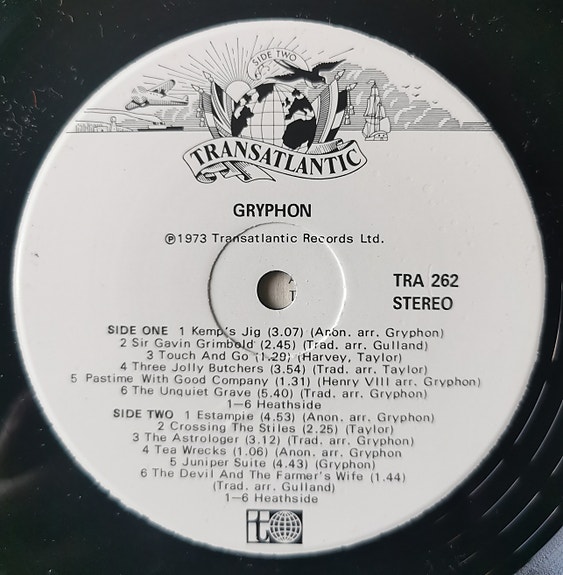 SIDE TWO
TRANSATLANTIC
GRYPHON
℗1973 Transatlantic Records Ltd.
TRA 262
STEREO
SIDE ONE 1 Kemp's Jig (3.07) (Anon. arr. Gryphon)
2 Sir Gavin Grimbold (2.45) (Trad. arr. Gulland)
3 Touch And Go (1.29) (Harvey, Taylor)
4 Three Jolly Butchers (3.54) (Trad. arr. Taylor)
5 Pastime With Good Company (1.31) (Henry VIII arr. Gryphon)
6 The Unquiet Grave (5.40) (Trad. arr. Gryphon)
1–6 Heathside
SIDE TWO 1 Estampie (4.53) (Anon. arr. Gryphon)
2 Crossing The Stiles (2.25) (Taylor)
3 The Astrologer (3.12) (Trad. arr. Gryphon)
4 Tea Wrecks (1.06) (Anon. arr. Gryphon
5 Juniper Suite (4.43) (Gryphon)
6 The Devil And The Farmer's Wife (1.44)
(Trad. arr. Gulland)
1–6 Heathside
t